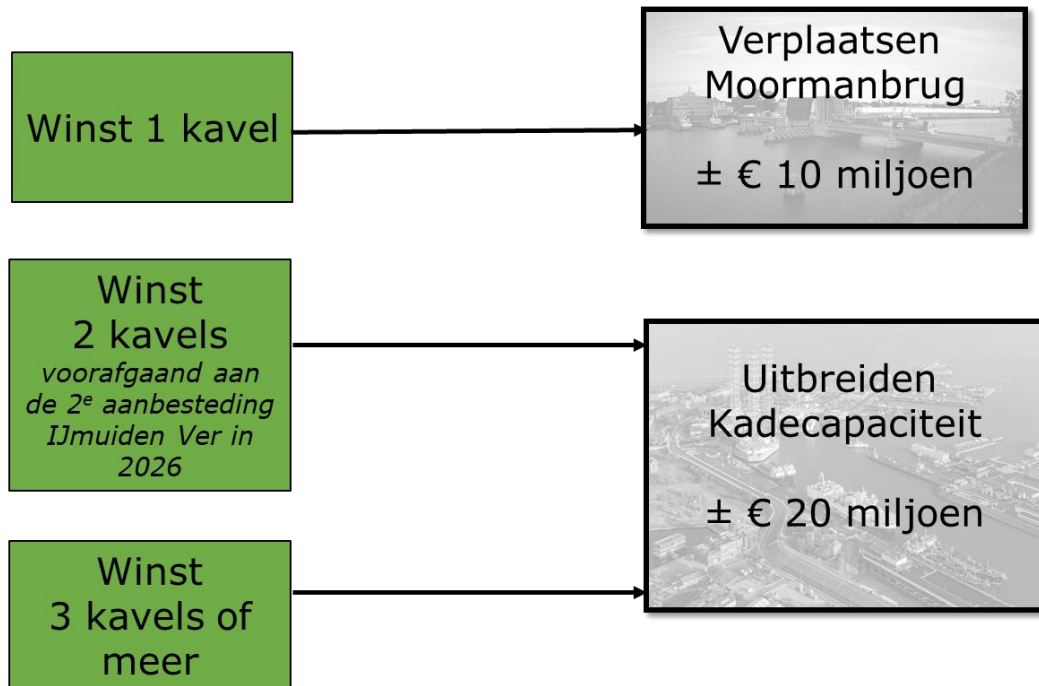 Winst 1 kavel
Verplaatsen
Moormanbrug
± € 10 miljoen
Winst
2 kavels
voorafgaand aan
de 2e aanbesteding
IJmuiden Ver in
2026
Uitbreiden
Kadecapaciteit
± € 20 miljoen
Winst
3 kavels of
meer